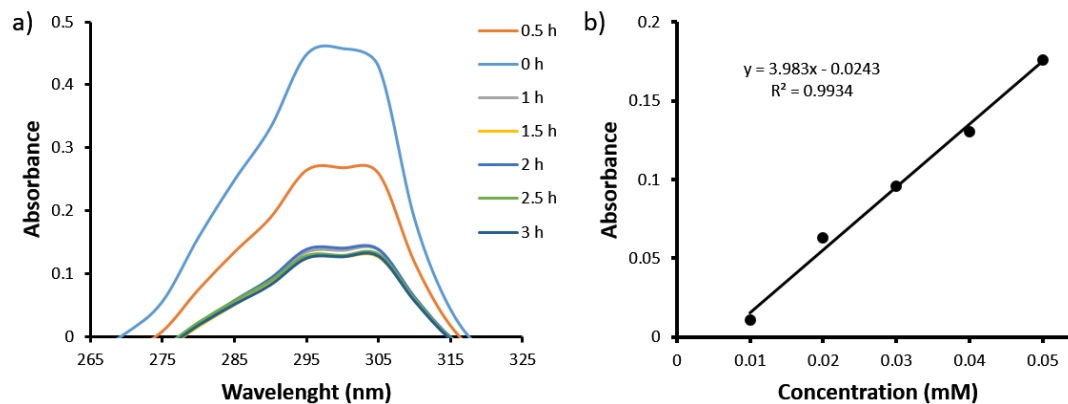 a)
Absorbance
0.5
0.4
0.3
0.2
0.1
0
265
275
285
295
305
315
325
Wavelenght (nm)
0.5 h
0 h
1 h
1.5 h
2 h
2.5 h
3 h
b)
Absorbance
0.2
0.15
0.1
0.05
0
y = 3.983x - 0.0243
R² = 0.9934
0
0.01
0.02
0.03
0.04
0.05
Concentration (mM)